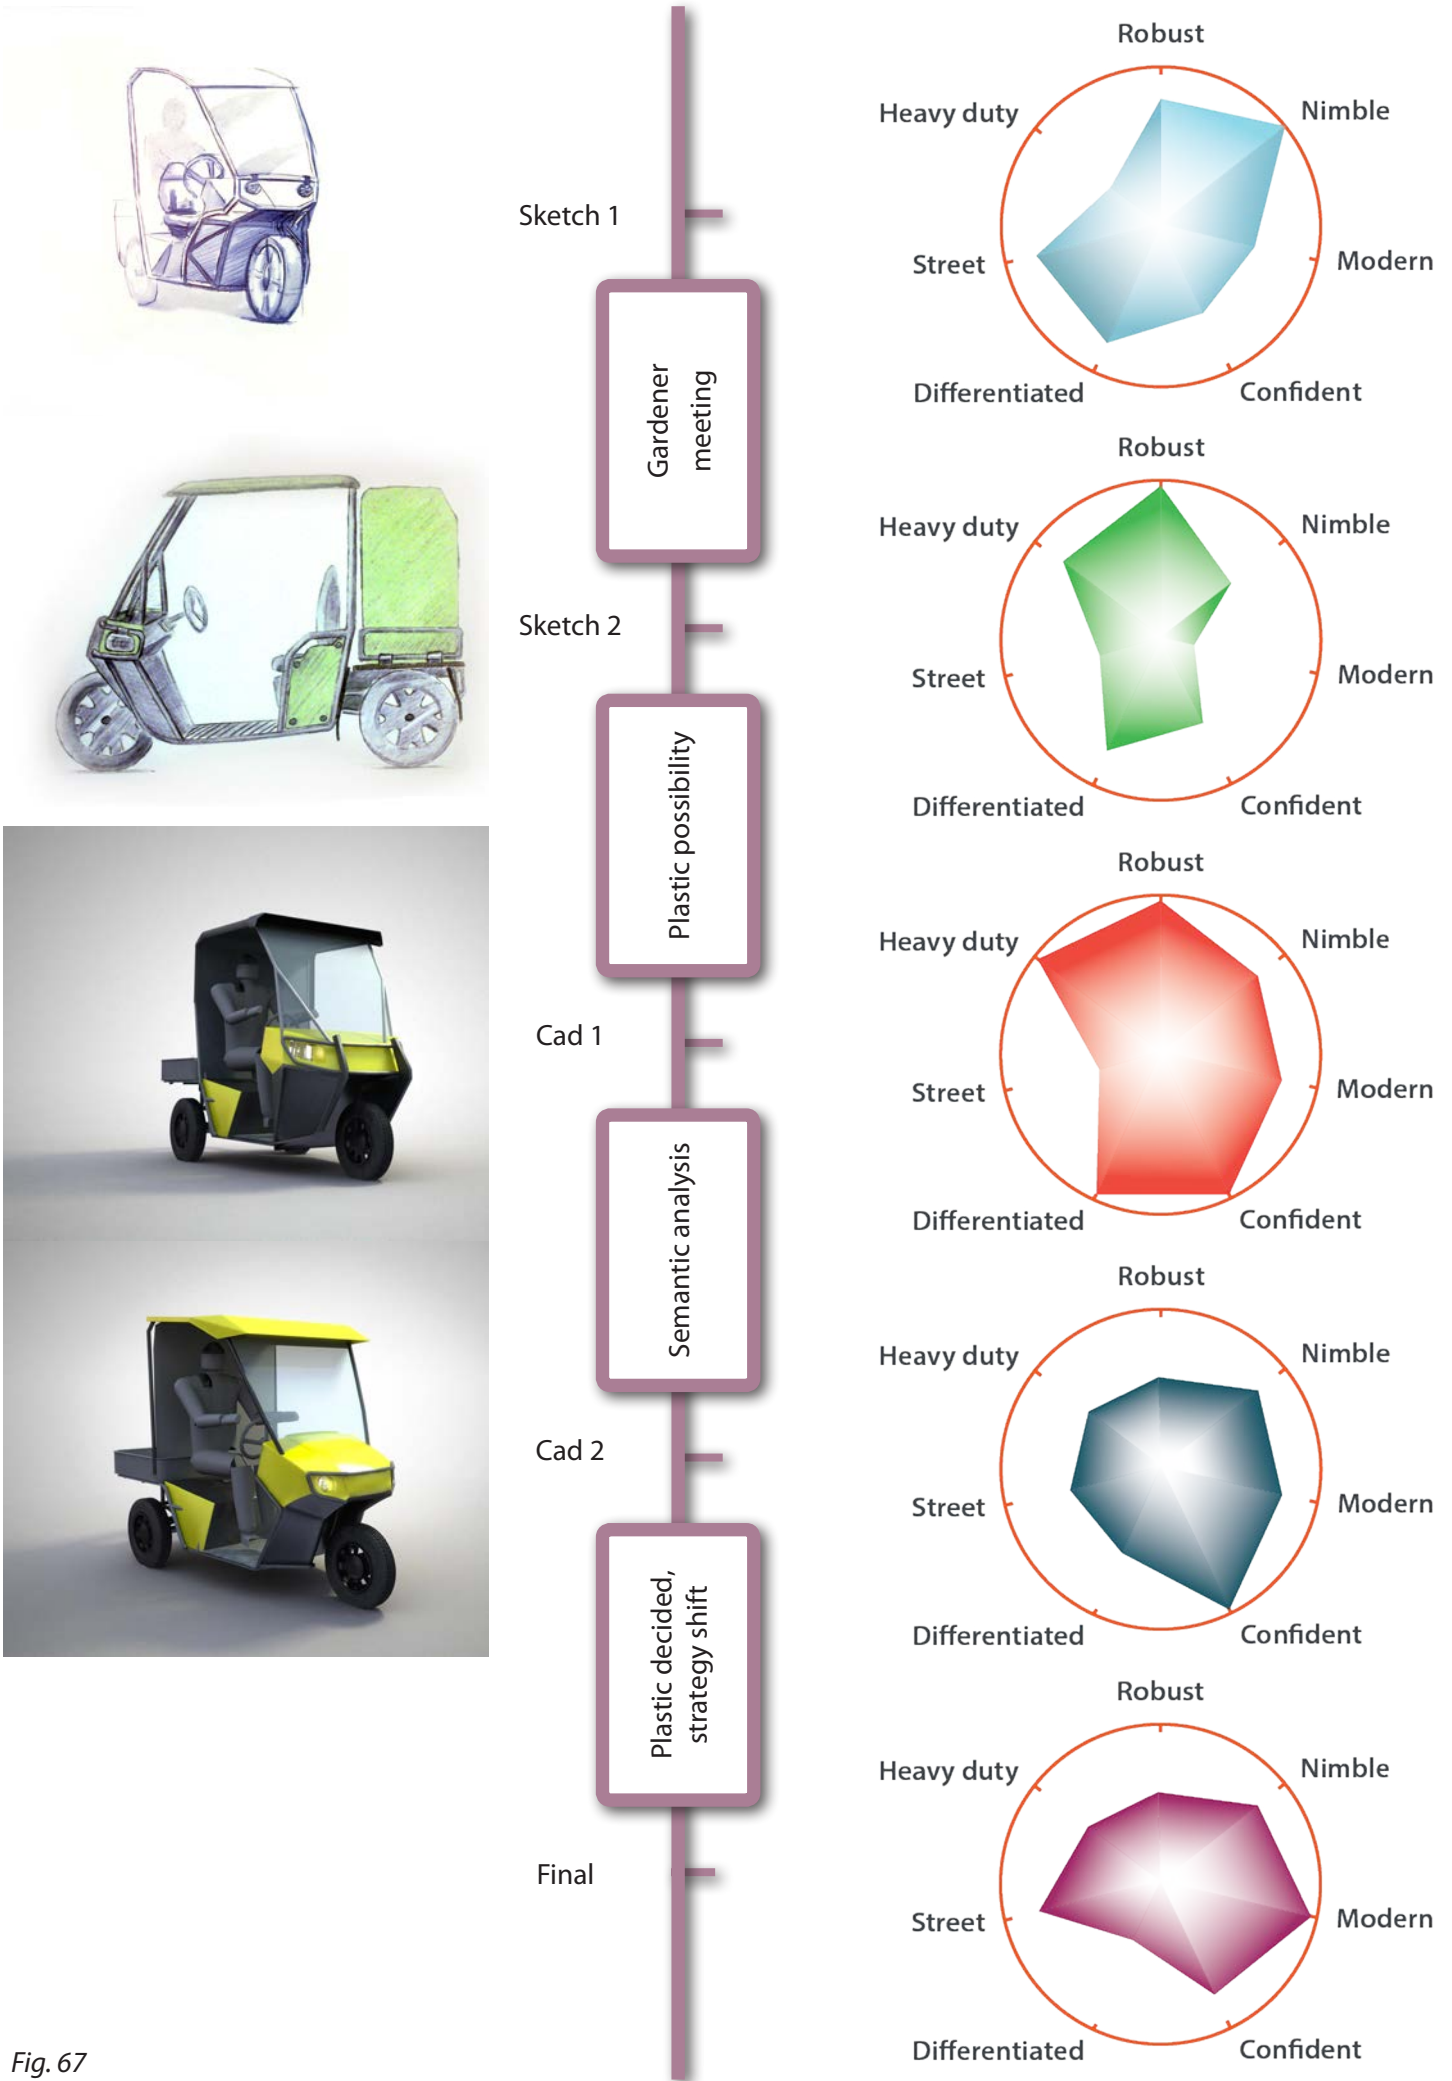 Sketch 1
Gardener
meeting
Sketch 2
Plastic possibility
Cad 1
Semantic analysis
Cad 2
Plastic decided,
strategy shift
Final
Robust
Heavy duty
Nimble
Street
Modern
Differentiated
Confident
Robust
Heavy duty
Nimble
Street
Modern
Differentiated
Confident
Robust
Heavy duty
Nimble
Street
Modern
Differentiated
Confident
Robust
Heavy duty
Nimble
Street
Modern
Differentiated
Confident
Robust
Heavy duty
Nimble
Street
Modern
Differentiated
Confident
Fig. 67